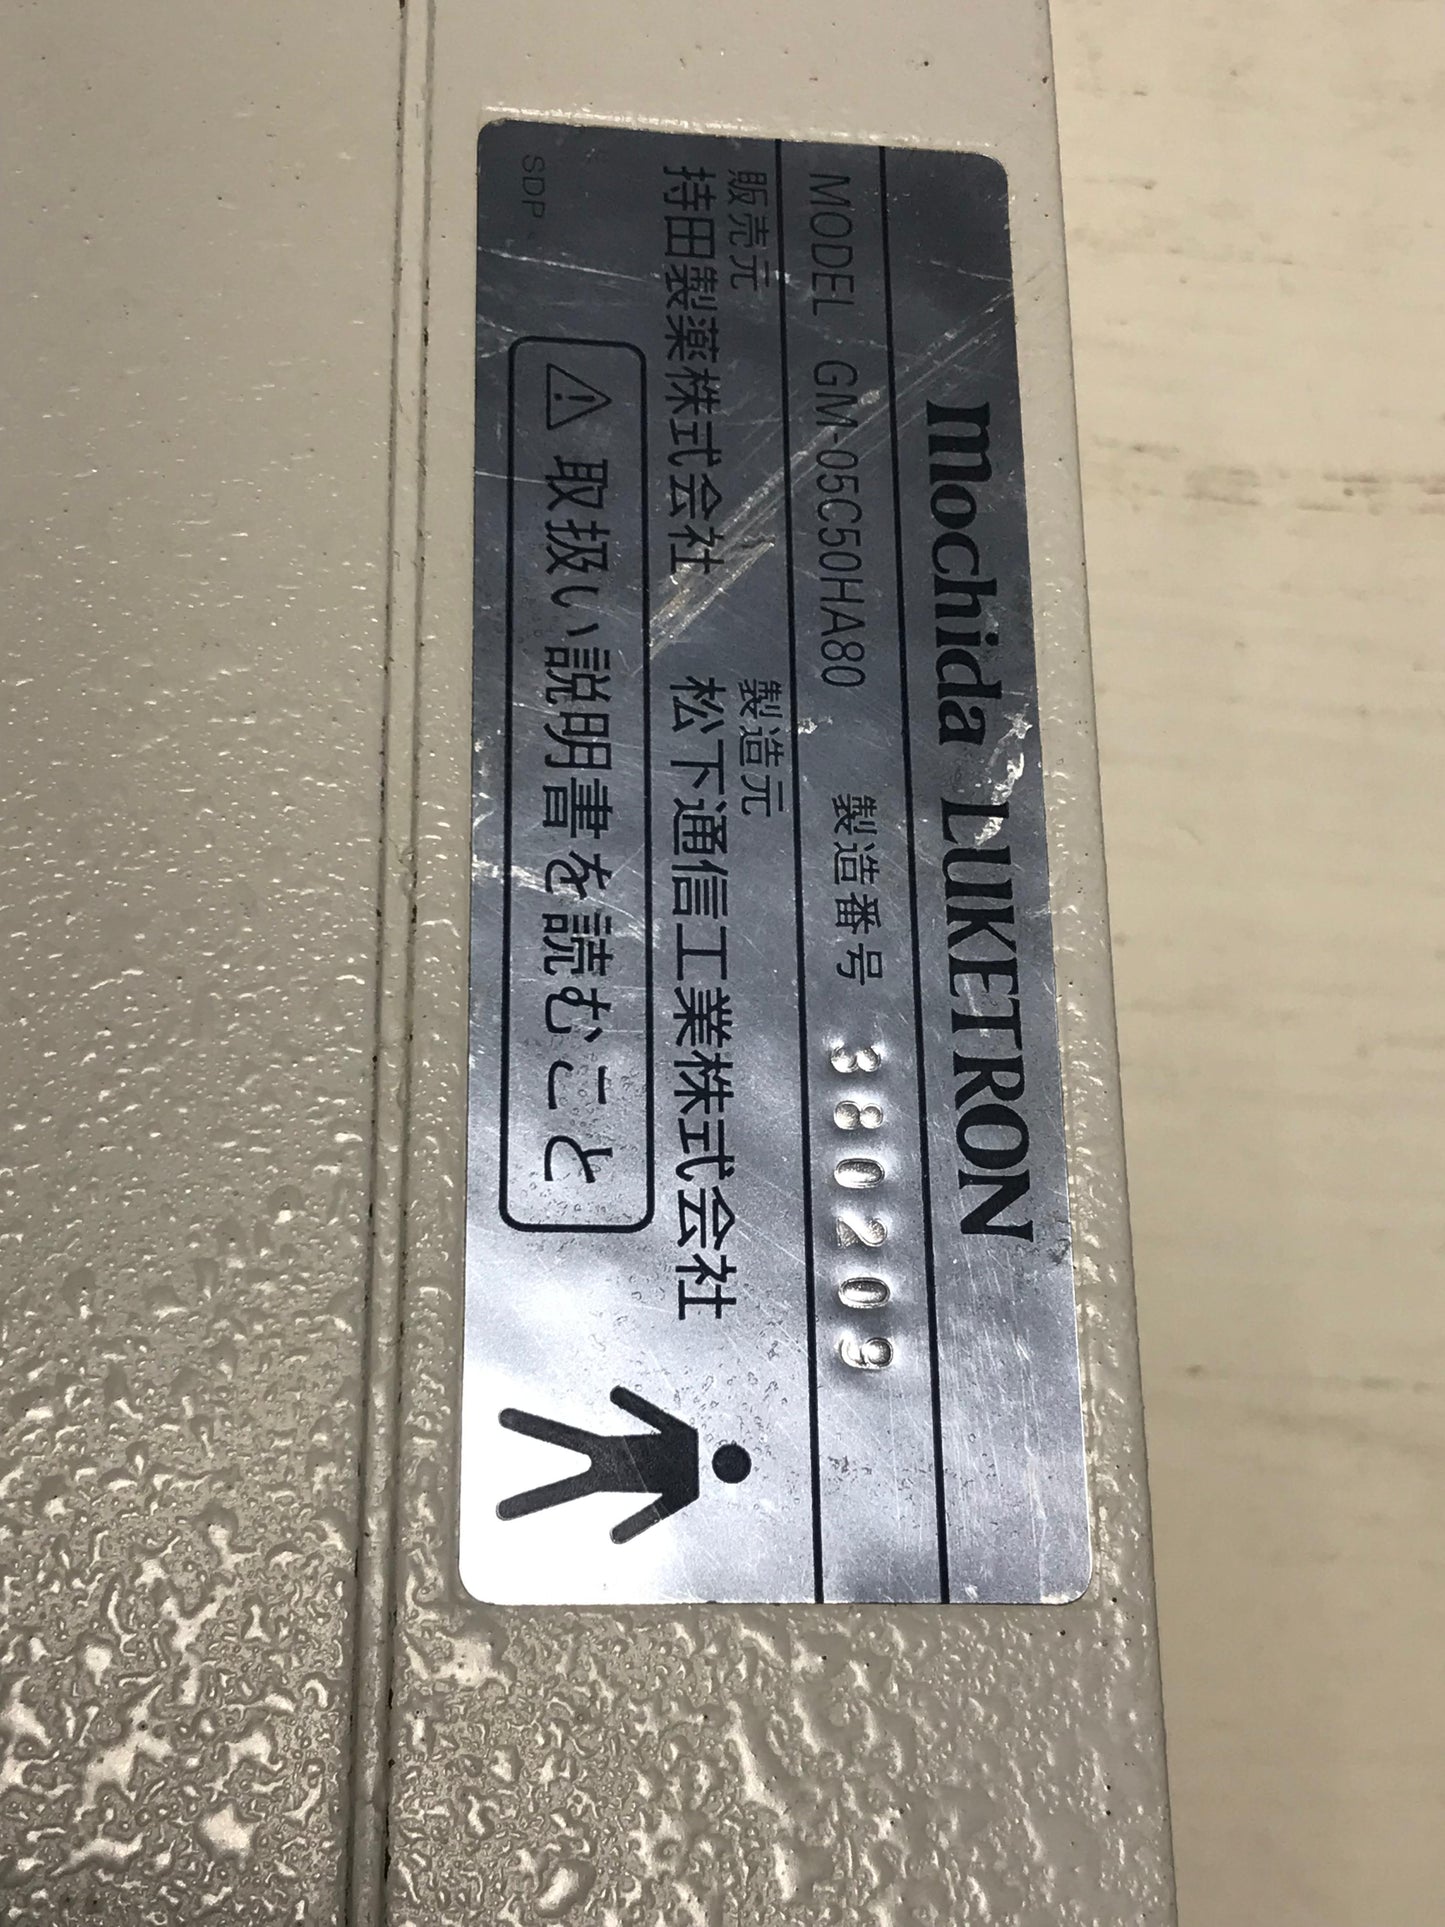 mochida LUKETRON
MODEL GM-05C50HA80 製造番号 380209
販売元 製造元
持田製薬株式会社 松下通信工業株式会社
⚠ 取扱い説明書を読むこと
SDP